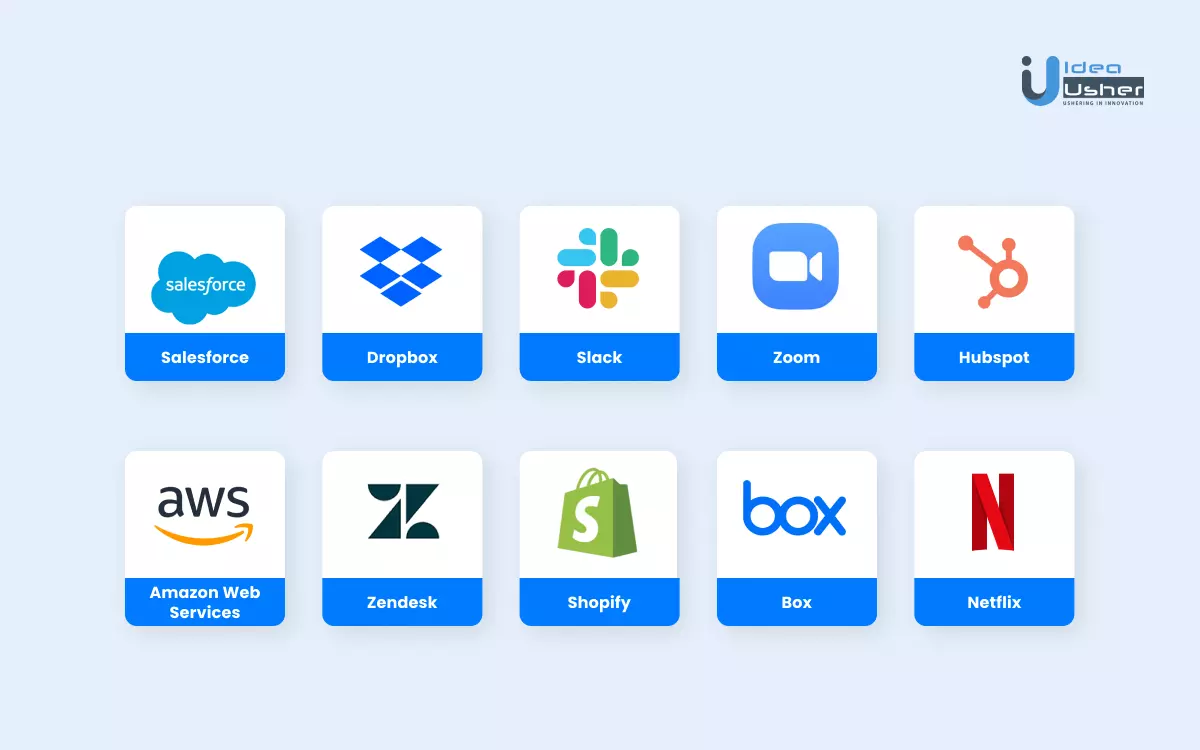 Idea
Usher
USHERING IN INNOVATION
salesforce
Salesforce
Dropbox
Slack
Zoom
Hubspot
aws
Amazon Web
Services
Zendesk
S
Shopify
box
Box
N
Netflix